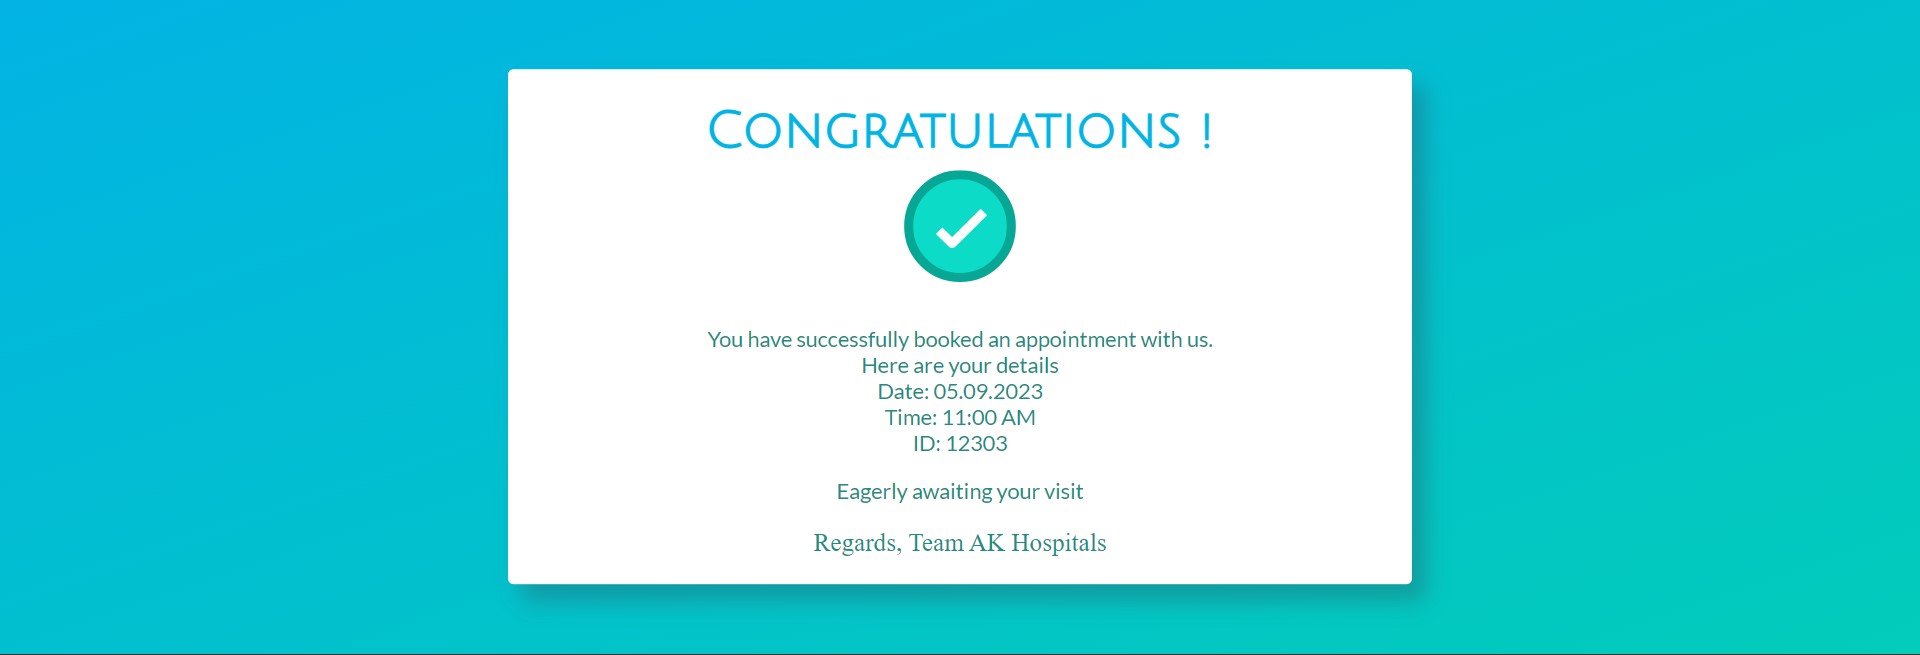 Congratulations !
You have successfully booked an appointment with us.
Here are your details
Date: 05.09.2023
Time: 11:00 AM
ID: 12303
Eagerly awaiting your visit
Regards, Team AK Hospitals